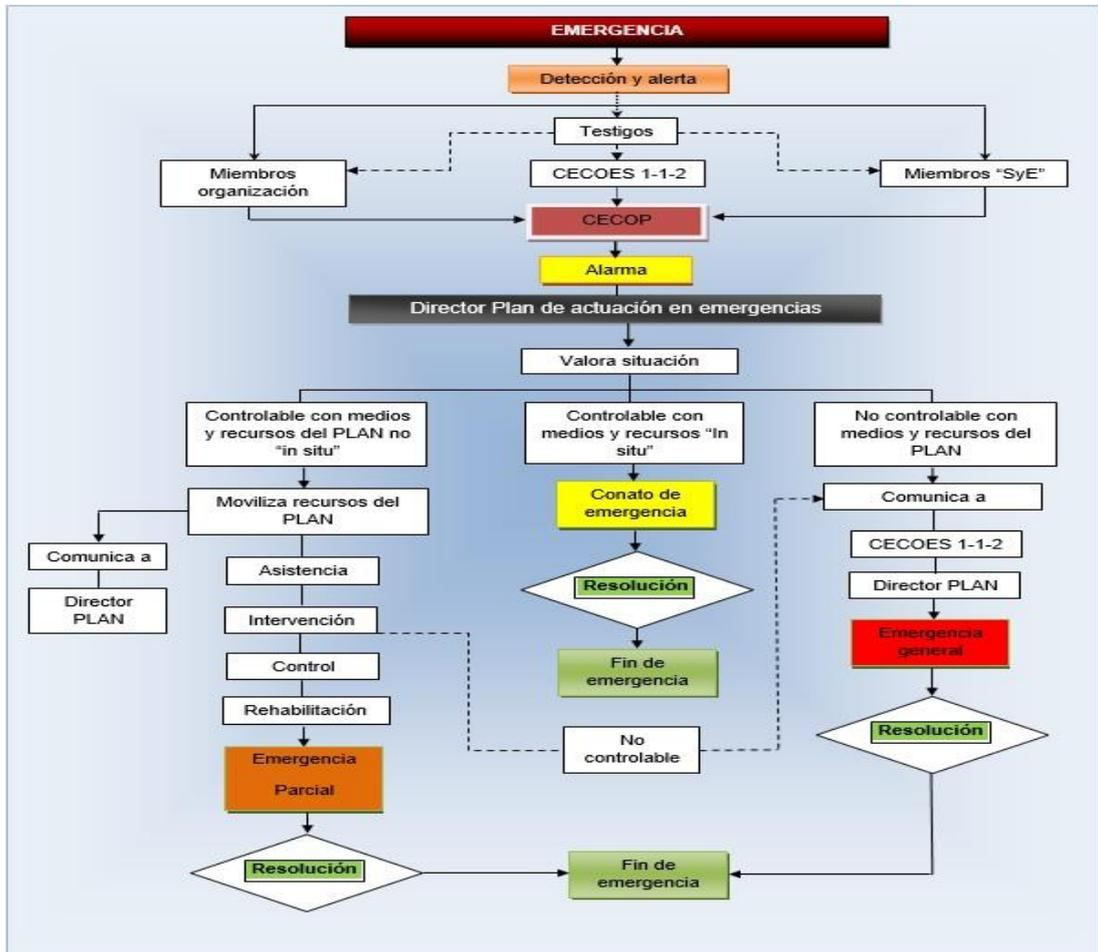 EMERGENCIA
Detección y alerta
Testigos
Miembros
organización
CECOES 1-1-2
Miembros “SyE”
CECOP
Alarma
Director Plan de actuación en emergencias
Valora situación
Controlable con medios
y recursos del PLAN no
“in situ”
Controlable con
medios y recursos “In
situ”
No controlable con
medios y recursos del
PLAN
Moviliza recursos del
PLAN
Conato de
emergencia
Comunica a
Comunica a
Director
PLAN
Asistencia
Intervención
Control
Rehabilitación
Emergencia
Parcial
Resolución
Resolución
Fin de
emergencia
No
controlable
CECOES 1-1-2
Director PLAN
Emergencia
general
Resolución
Fin de
emergencia